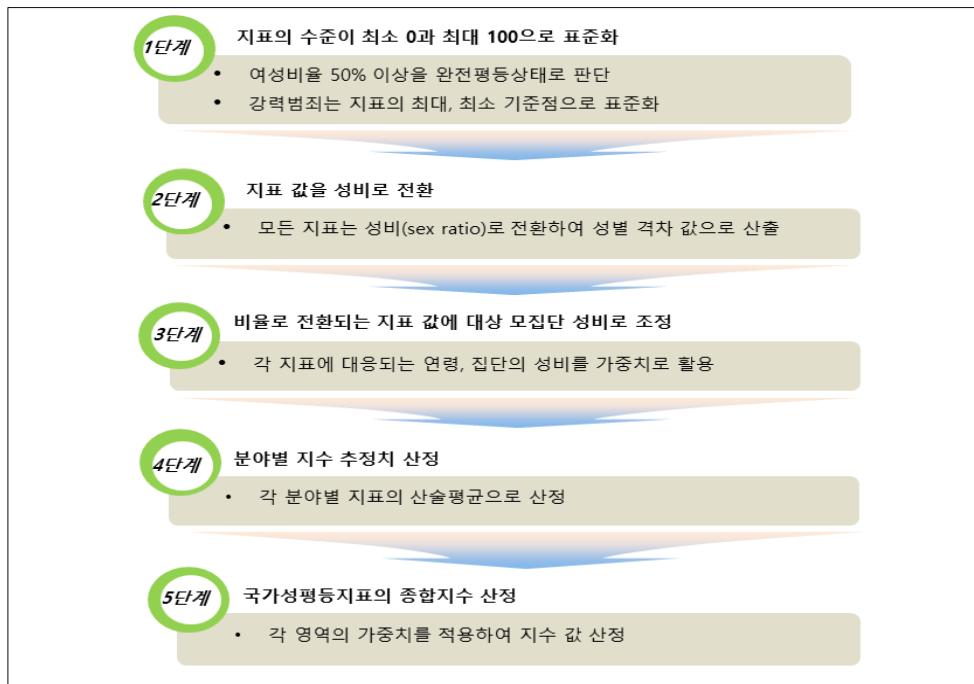 1단계
지표의 수준이 최소 0과 최대 100으로 표준화
• 여성비율 50% 이상을 완전평등상태로 판단
• 강력범죄는 지표의 최대, 최소 기준점으로 표준화
2단계
지표 값을 성비로 전환
• 모든 지표는 성비(sex ratio)로 전환하여 성별 격차 값으로 산출
3단계
비율로 전환되는 지표 값에 대상 모집단 성비로 조정
• 각 지표에 대응되는 연령, 집단의 성비를 가중치로 활용
4단계
분야별 지수 추정치 산정
• 각 분야별 지표의 산술평균으로 산정
5단계
국가성평등지표의 종합지수 산정
• 각 영역의 가중치를 적용하여 지수 값 산정